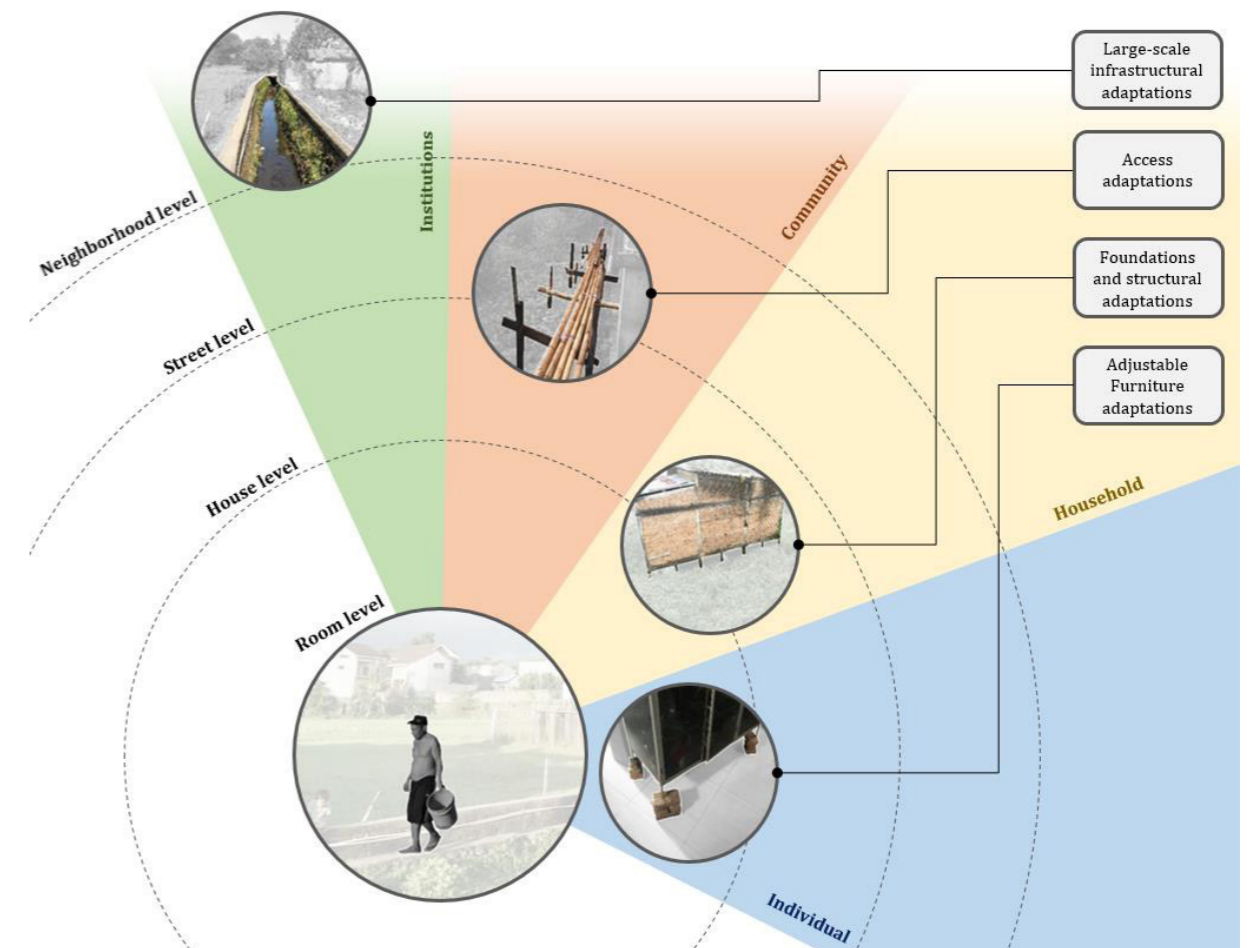 Large-scale
infrastructural
adaptations
Access
adaptations
Foundations
and structural
adaptations
Adjustable
Furniture
adaptations
Institutions
Community
Household
Individual
Neighborhood level
Street level
House level
Room level